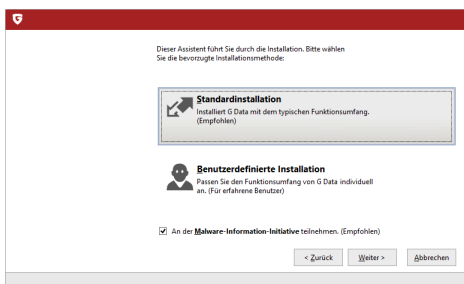 Dieser Assistent führt Sie durch die Installation. Bitte wählen
Sie die bevorzugte Installationsmethode:
Standardinstallation
Installiert G Data mit dem typischen Funktionsumfang.
(Empfohlen)
Benutzerdefinierte Installation
Passen Sie den Funktionsumfang von G Data individuell
an. (Für erfahrene Benutzer)
An der Malware-Information-Initiative teilnehmen. (Empfohlen)
< Zurück Weiter > Abbrechen